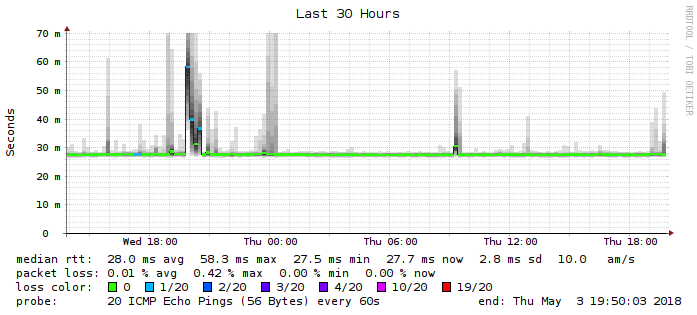 Last 30 Hours
RRDTOOL / TOBI OETIKER
Seconds
70 m
60 m
50 m
40 m
30 m
20 m
10 m
0
Wed 18:00 Thu 00:00 Thu 06:00 Thu 12:00 Thu 18:00
median rtt: 28.0 ms avg 58.3 ms max 27.5 ms min 27.7 ms now 2.8 ms sd 10.0 am/s
packet loss: 0.01 % avg 0.42 % max 0.00 % min 0.00 % now
loss color: 0 1/20 2/20 3/20 4/20 10/20 19/20
probe: 20 ICMP Echo Pings (56 Bytes) every 60s end: Thu May 3 19:50:03 2018